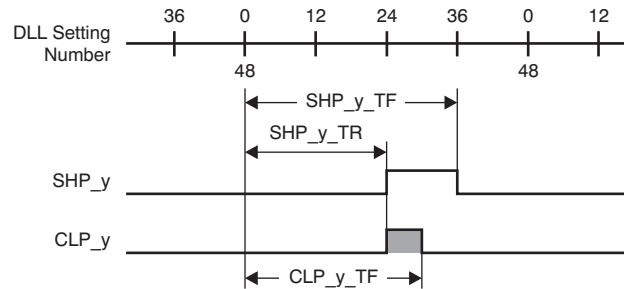 36 0 12 24 36 0 12
DLL Setting
Number
48 48
SHP_y_TF
SHP_y_TR
SHP_y
CLP_y
CLP_y_TF